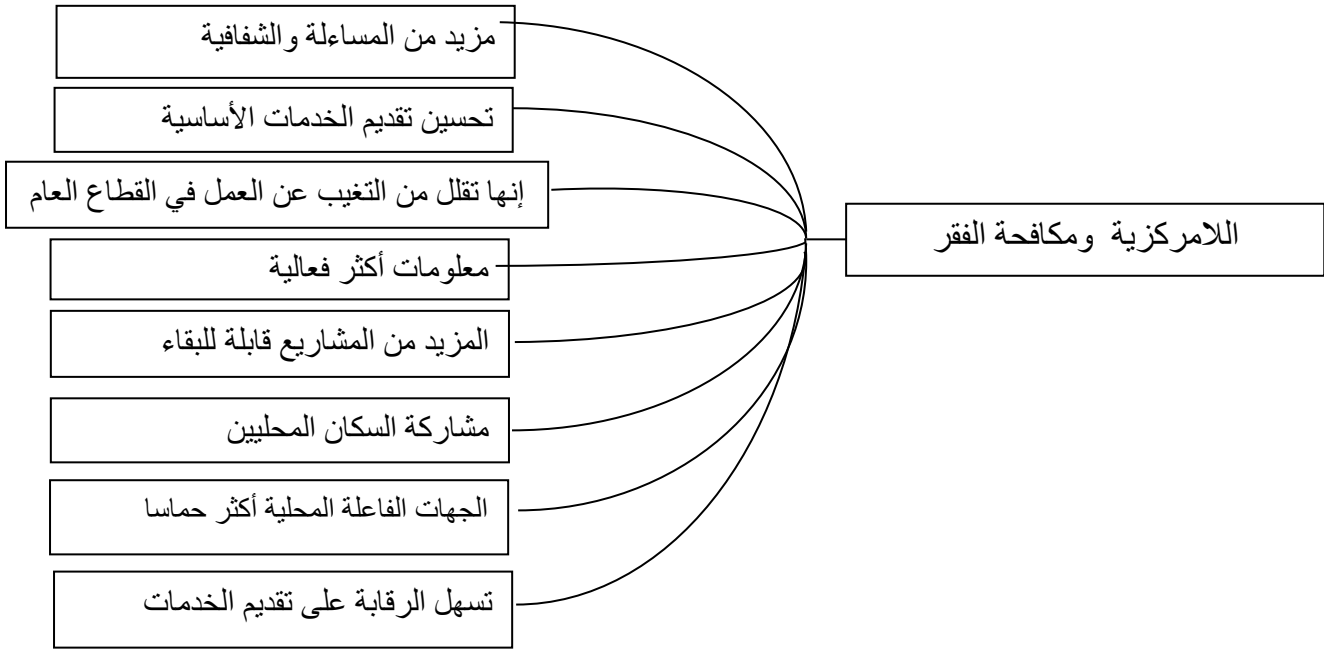 اللامركزية ومكافحة الفقر
مزيد من المساءلة والشفافية
تحسين تقديم الخدمات الأساسية
إنها تقلل من التغيب عن العمل في القطاع العام
معلومات أكثر فعالية
المزيد من المشاريع قابلة للبقاء
مشاركة السكان المحليين
الجهات الفاعلة المحلية أكثر حماسا
تسهل الرقابة على تقديم الخدمات